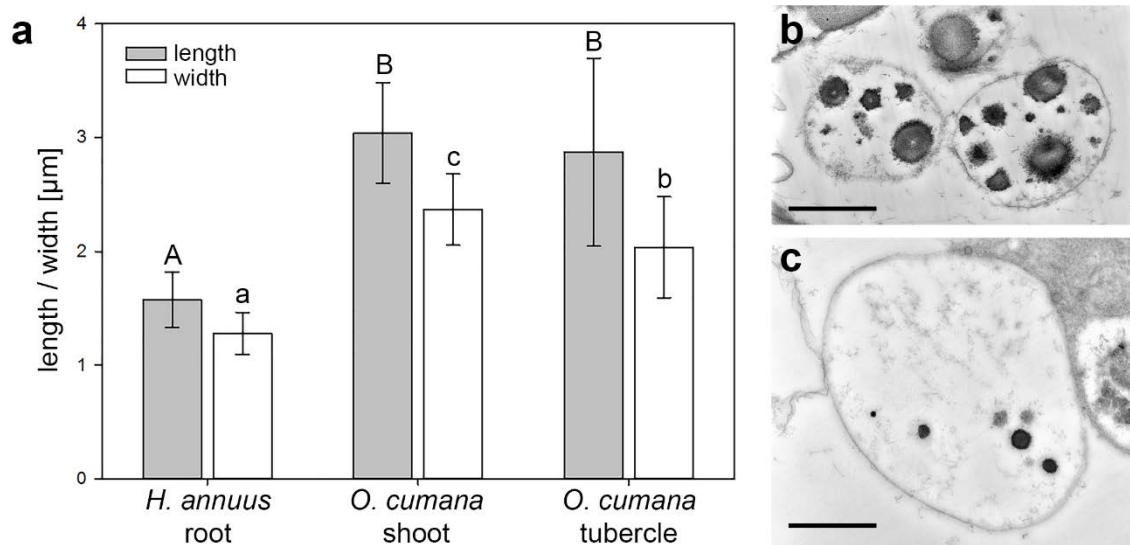 a
length
width
length / width [µm]
4
3
2
1
0
A
a
B
c
B
b
H. annuus
root
O. cumana
shoot
O. cumana
tubercle
b
c